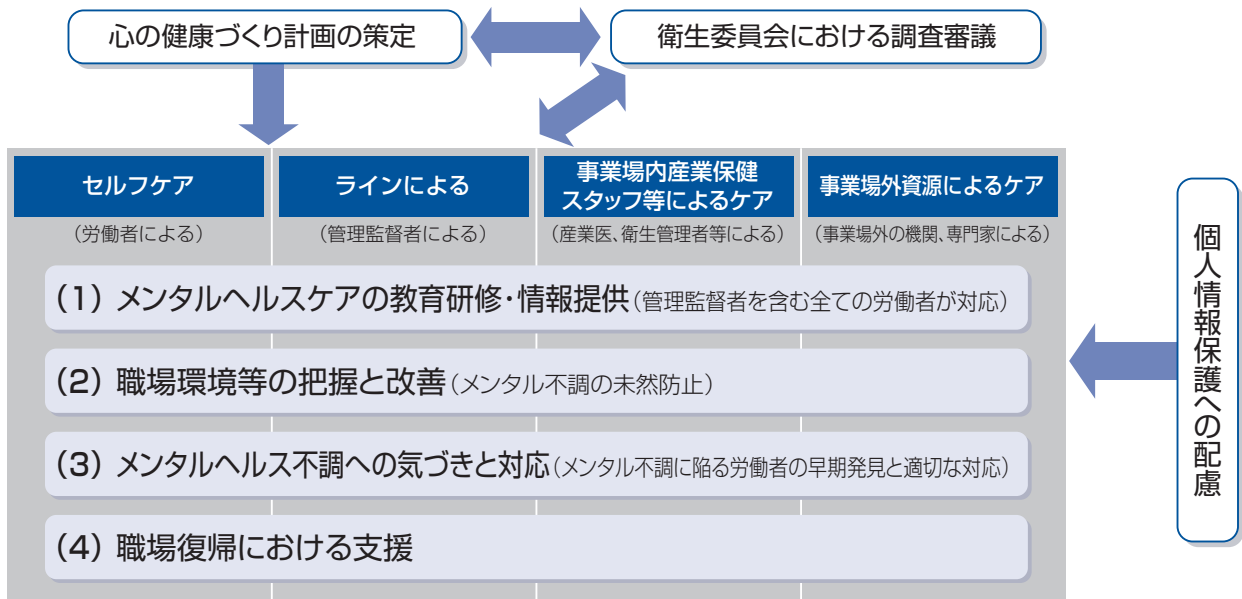 心の健康づくり計画の策定
衛生委員会における調査審議
セルフケア
(労働者による)
ラインによる
(管理監督者による)
事業場内産業保健
スタッフ等によるケア
(産業医、衛生管理者等による)
事業場外資源によるケア
(事業場外の機関、専門家による)
(1) メンタルヘルスケアの教育研修・情報提供(管理監督者を含む全ての労働者が対応)
(2) 職場環境等の把握と改善(メンタル不調の未然防止)
(3) メンタルヘルス不調への気づきと対応(メンタル不調に陥る労働者の早期発見と適切な対応)
(4) 職場復帰における支援
個人情報保護への配慮